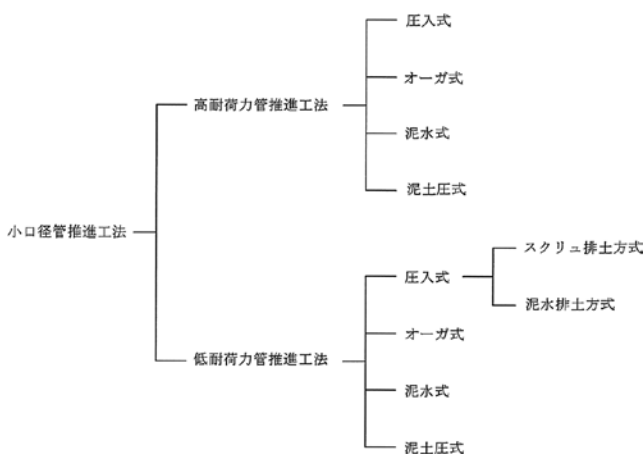 小口径管推進工法
高耐荷力管推進工法
圧入式
オーガ式
泥水式
泥土圧式
低耐荷力管推進工法
圧入式
スクリュ排土方式
泥水排土方式
オーガ式
泥水式
泥土圧式